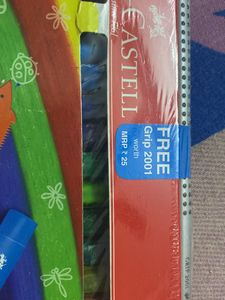 CASTELL
FREE
Grip 2001
worth
MRP ₹ 25